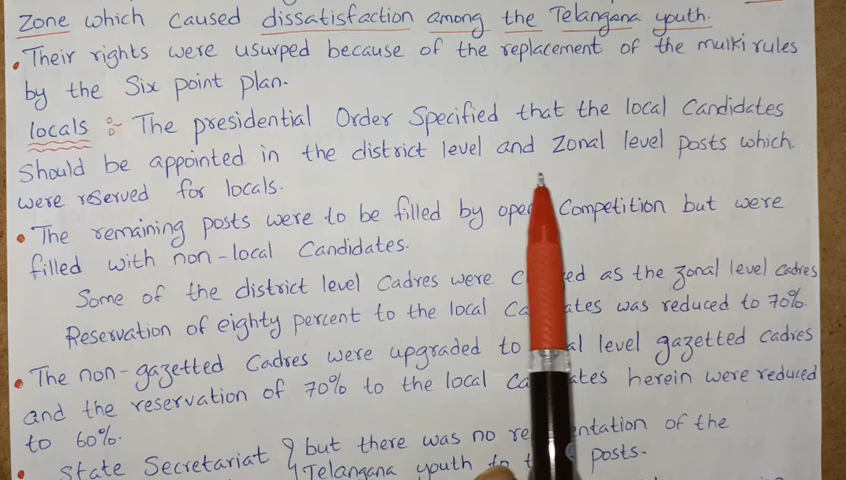 Zone which caused dissatisfaction among the Telangana youth.
• Their rights were usurped because of the replacement of the mulki rules
by the Six point plan.
locals :- The presidential Order Specified that the local Candidates
Should be appointed in the district level and Zonal level posts which
were reserved for locals.
• The remaining posts were to be filled by open Competition but were
filled with non-local Candidates.
Some of the district level Cadres were as the zonal level cadres
Reservation of eighty percent to the local was reduced to 70%.
• The non-gazetted Cadres were upgraded to level gazetted cadres
and the reservation of 70% to the local herein were reduced
to 60%.
• State Secretariat } but there was no of the
Telangana youth posts.